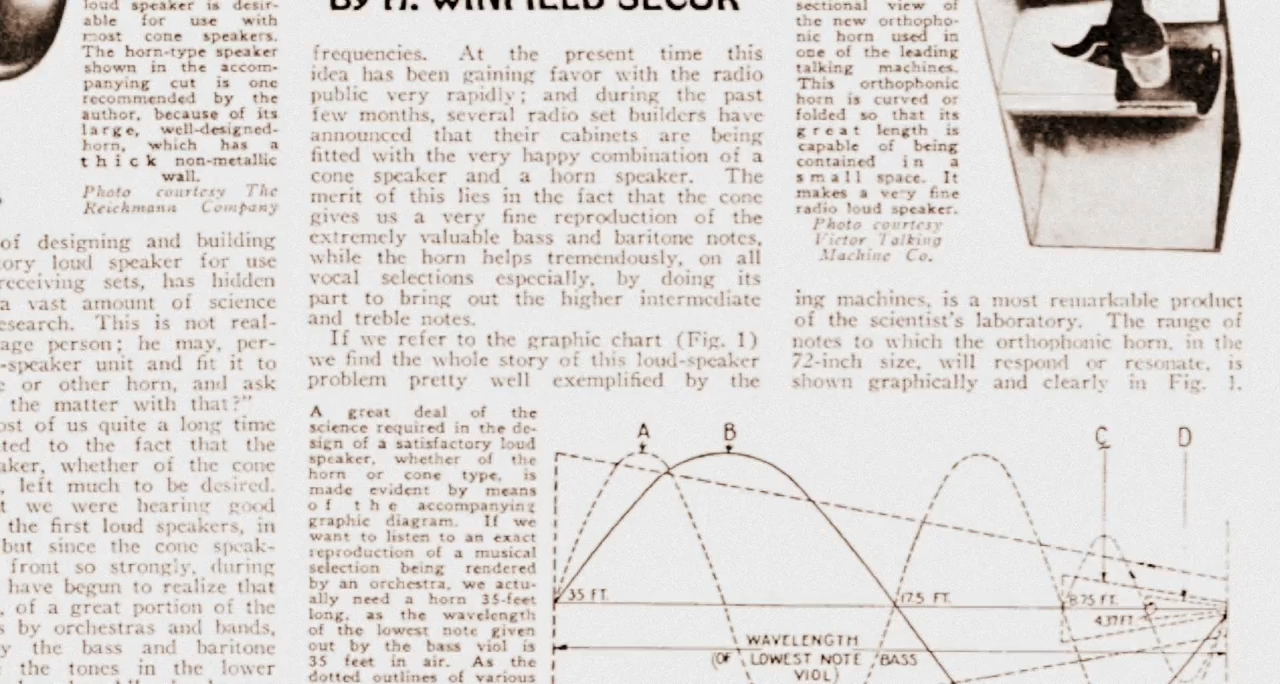 loud speaker is desir-
able for use with
most cone speakers.
The horn-type speaker
shown in the accom-
panying cut is one
recommended by the
author, because of its
large, well-designed-
horn, which has a
thick non-metallic
wall.
Photo courtesy The
Reichmann Company
of designing and building
loud speaker for use
receiving sets, has hidden
a vast amount of science
This is not real-
person; he may, per-
-speaker unit and fit it to
or other horn, and ask
the matter with that?"
of us quite a long time
to the fact that the
whether of the cone
left much to be desired.
we were hearing good
the first loud speakers, in
but since the cone speak-
front so strongly, during
have begun to realize that
, of a great portion of the
by orchestras and bands,
the bass and baritone
the tones in the lower
By H. WINFIELD SECOR
frequencies. At the present time this
idea has been gaining favor with the radio
public very rapidly; and during the past
few months, several radio set builders have
announced that their cabinets are being
fitted with the very happy combination of a
cone speaker and a horn speaker. The
merit of this lies in the fact that the cone
gives us a very fine reproduction of the
extremely valuable bass and baritone notes,
while the horn helps tremendously, on all
vocal selections especially, by doing its
part to bring out the higher intermediate
and treble notes.
If we refer to the graphic chart (Fig. 1)
we find the whole story of this loud-speaker
problem pretty well exemplified by the
sectional view of
the new orthopho-
nic horn used in
one of the leading
talking machines.
This orthophonic
horn is curved or
folded so that its
great length is
capable of being
contained in a
small space. It
makes a very fine
radio loud speaker.
Photo courtesy
Victor Talking
Machine Co.
ing machines, is a most remarkable product
of the scientist's laboratory. The range of
notes to which the orthophonic horn, in the
72-inch size, will respond or resonate, is
shown graphically and clearly in Fig. 1.
A great deal of the
science required in the de-
sign of a satisfactory loud
speaker, whether of the
horn or cone type, is
made evident by means
of the accompanying
graphic diagram. If we
want to listen to an exact
reproduction of a musical
selection being rendered
by an orchestra, we actu-
ally need a horn 35-feet
long, as the wavelength
of the lowest note given
out by the bass viol is
35 feet in air. As the
dotted outlines of various
A B C D
35 FT. 17.5 FT. 8.75 FT.
4.37 FT.
WAVELENGTH
(OF LOWEST NOTE BASS
VIOL)